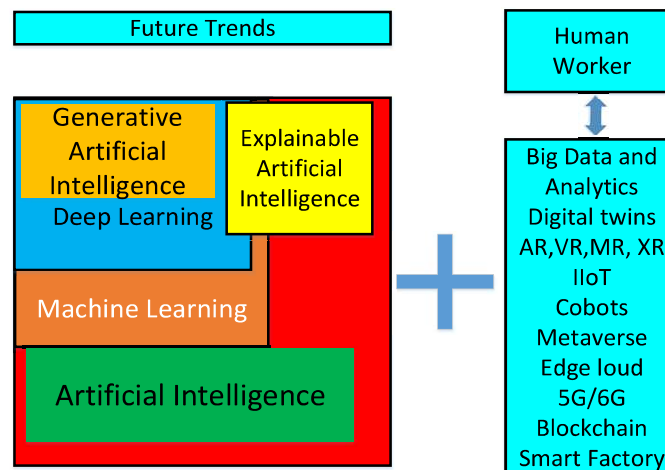 Future Trends
Generative
Artificial
Intelligence
Deep Learning
Explainable
Artificial
Intelligence
Machine Learning
Artificial Intelligence
Human
Worker
Big Data and
Analytics
Digital twins
AR,VR,MR, XR
IIoT
Cobots
Metaverse
Edge loud
5G/6G
Blockchain
Smart Factory